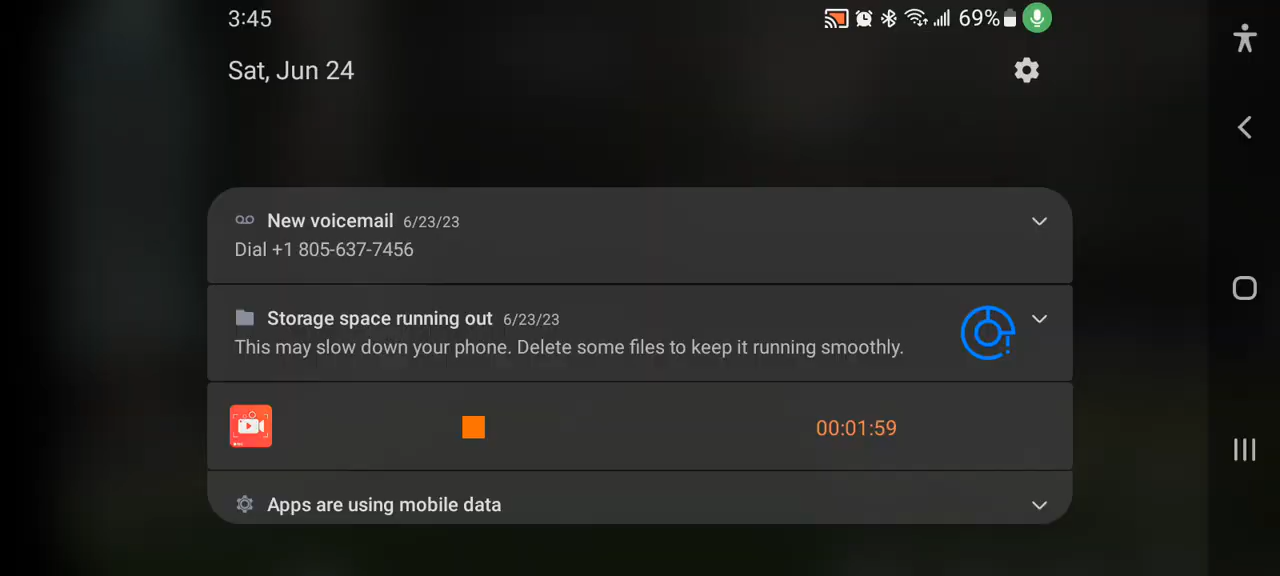 3:45
69%
Sat, Jun 24
New voicemail 6/23/23
Dial +1 805-637-7456
Storage space running out 6/23/23
This may slow down your phone. Delete some files to keep it running smoothly.
00:01:59
Apps are using mobile data